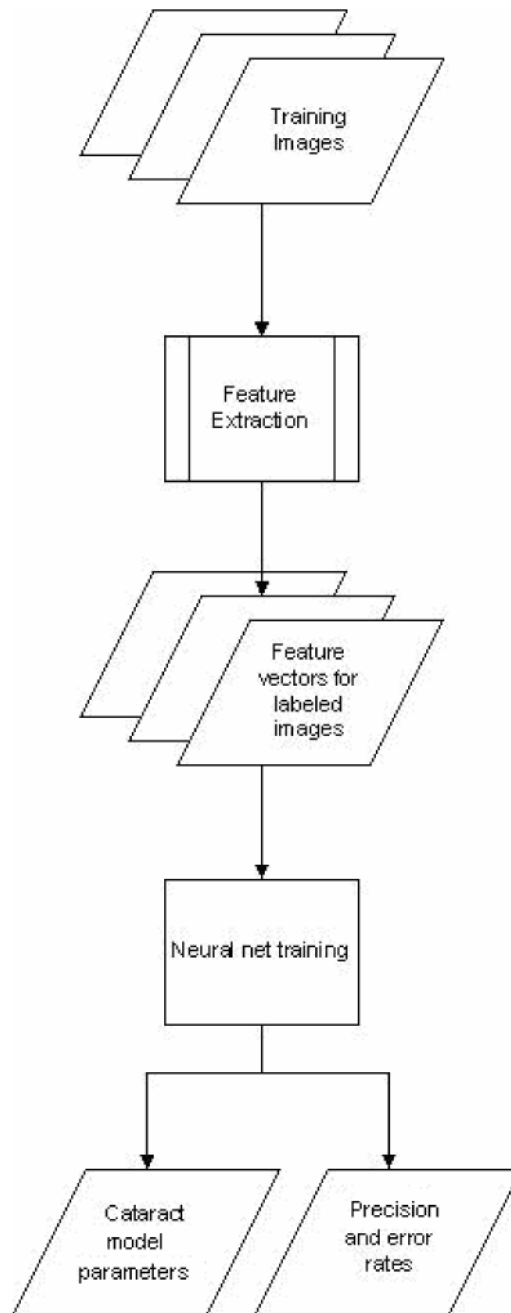 Training
Images
Feature
Extraction
Feature
vectors for
labeled
images
Neural net training
Cataract
model
parameters
Precision
and error
rates